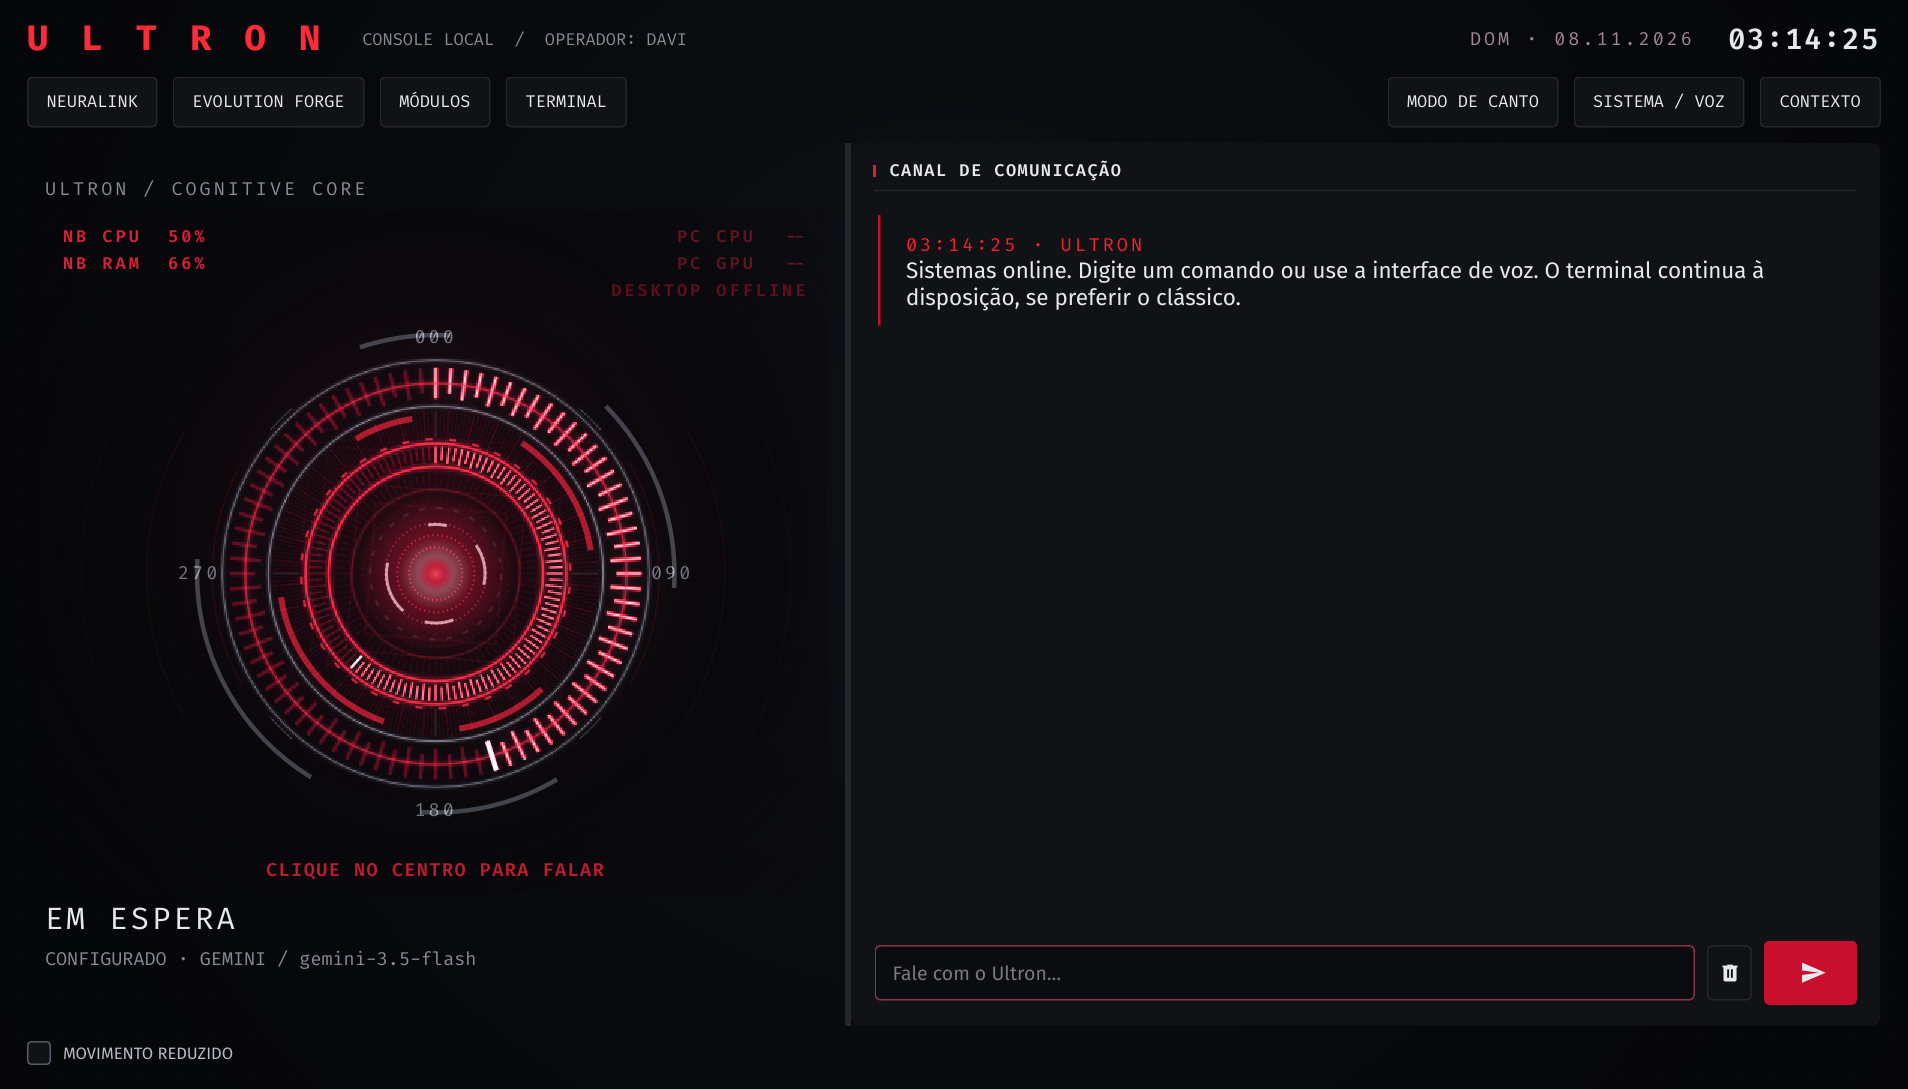 ULTRON
CONSOLE LOCAL / OPERADOR: DAVI
DOM · 08.11.2026
03:14:25
NEURALINK
EVOLUTION FORGE
MÓDULOS
TERMINAL
MODO DE CANTO
SISTEMA / VOZ
CONTEXTO
ULTRON / COGNITIVE CORE
NB CPU 50%
NB RAM 66%
PC CPU --
PC GPU --
DESKTOP OFFLINE
000
270
090
180
CLIQUE NO CENTRO PARA FALAR
EM ESPERA
CONFIGURADO · GEMINI / gemini-3.5-flash
MOVIMENTO REDUZIDO
CANAL DE COMUNICAÇÃO
03:14:25 · ULTRON
Sistemas online. Digite um comando ou use a interface de voz. O terminal continua à
disposição, se preferir o clássico.
Fale com o Ultron...